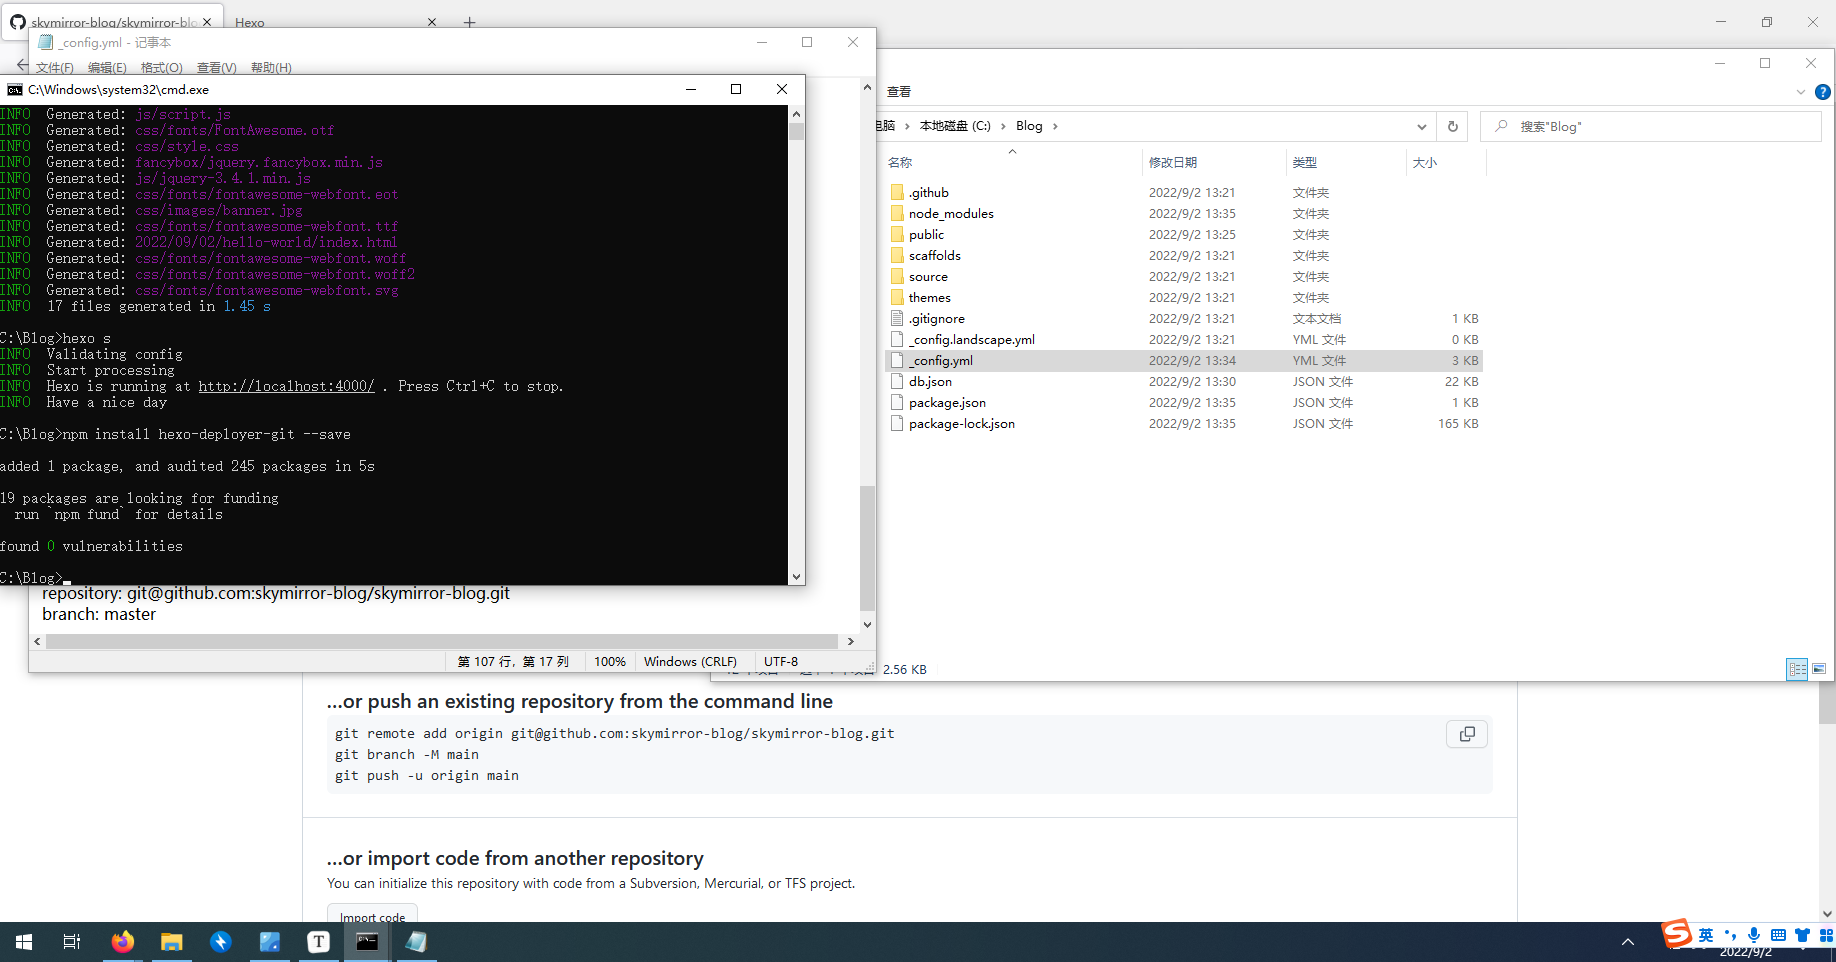 skymirror-blog/skymirror-blo
Hexo
_config.yml - 记事本
文件(F) 编辑(E) 格式(O) 查看(V) 帮助(H)
C:\Windows\system32\cmd.exe
INFO  Generated: js/script.js
INFO  Generated: css/fonts/FontAwesome.otf
INFO  Generated: css/style.css
INFO  Generated: fancybox/jquery.fancybox.min.js
INFO  Generated: js/jquery-3.4.1.min.js
INFO  Generated: css/fonts/fontawesome-webfont.eot
INFO  Generated: css/images/banner.jpg
INFO  Generated: css/fonts/fontawesome-webfont.ttf
INFO  Generated: 2022/09/02/hello-world/index.html
INFO  Generated: css/fonts/fontawesome-webfont.woff
INFO  Generated: css/fonts/fontawesome-webfont.woff2
INFO  Generated: css/fonts/fontawesome-webfont.svg
INFO  17 files generated in 1.45 s
C:\Blog>hexo s
INFO  Validating config
INFO  Start processing
INFO  Hexo is running at http://localhost:4000/ . Press Ctrl+C to stop.
INFO  Have a nice day
C:\Blog>npm install hexo-deployer-git --save
added 1 package, and audited 245 packages in 5s
19 packages are looking for funding
run `npm fund` for details
found 0 vulnerabilities
C:\Blog>
repository: git@github.com:skymirror-blog/skymirror-blog.git
branch: master
第 107 行，第 17 列 100% Windows (CRLF) UTF-8
查看
电脑 › 本地磁盘 (C:) › Blog ›
搜索"Blog"
名称 修改日期 类型 大小
.github 2022/9/2 13:21 文件夹
node_modules 2022/9/2 13:35 文件夹
public 2022/9/2 13:25 文件夹
scaffolds 2022/9/2 13:21 文件夹
source 2022/9/2 13:21 文件夹
themes 2022/9/2 13:21 文件夹
.gitignore 2022/9/2 13:21 文本文档 1 KB
_config.landscape.yml 2022/9/2 13:21 YML 文件 0 KB
_config.yml 2022/9/2 13:34 YML 文件 3 KB
db.json 2022/9/2 13:30 JSON 文件 22 KB
package.json 2022/9/2 13:35 JSON 文件 1 KB
package-lock.json 2022/9/2 13:35 JSON 文件 165 KB
2.56 KB
...or push an existing repository from the command line
git remote add origin git@github.com:skymirror-blog/skymirror-blog.git
git branch -M main
git push -u origin main
...or import code from another repository
You can initialize this repository with code from a Subversion, Mercurial, or TFS project.
Import code
英
2022/9/2